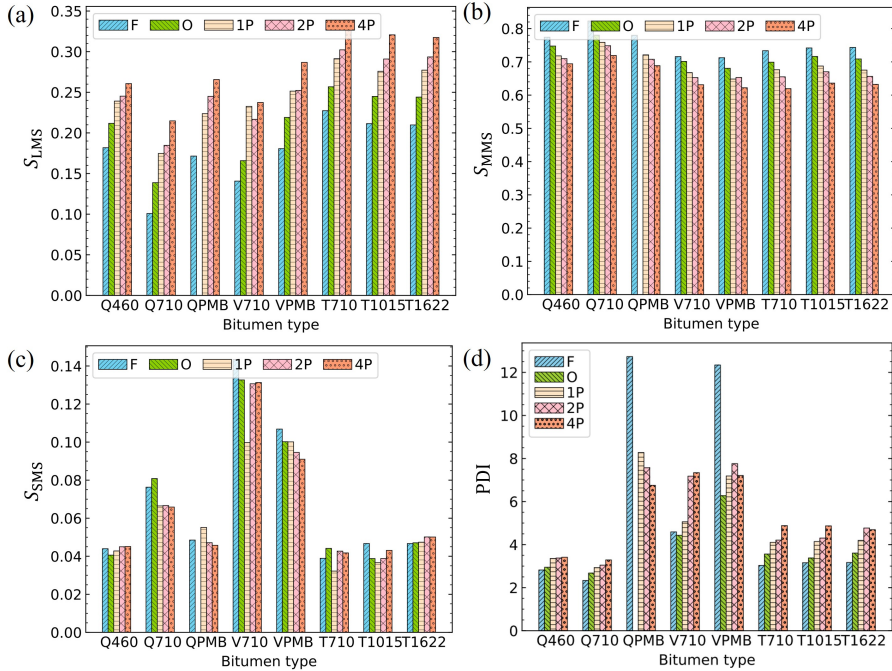 (a)
F O 1P 2P 4P
0.35
0.30
0.25
0.20
0.15
0.10
0.05
0.00
S_LMS
Q460 Q710 QPMB V710 VPMB T710 T1015 T1622
Bitumen type
(b)
F O 1P 2P 4P
0.8
0.7
0.6
0.5
0.4
0.3
0.2
0.1
0.0
S_MMS
Q460 Q710 QPMB V710 VPMB T710 T1015 T1622
Bitumen type
(c)
F O 1P 2P 4P
0.14
0.12
0.10
0.08
0.06
0.04
0.02
0.00
S_SMS
Q460 Q710 QPMB V710 VPMB T710 T1015 T1622
Bitumen type
(d)
F
O
1P
2P
4P
12
10
8
6
4
2
0
PDI
Q460 Q710 QPMB V710 VPMB T710 T1015 T1622
Bitumen type